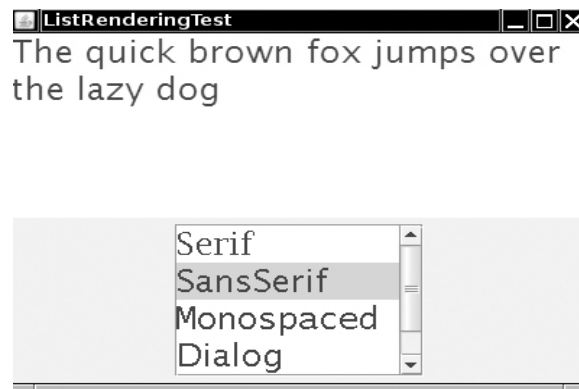 ListRenderingTest
The quick brown fox jumps over
the lazy dog
Serif
SansSerif
Monospaced
Dialog